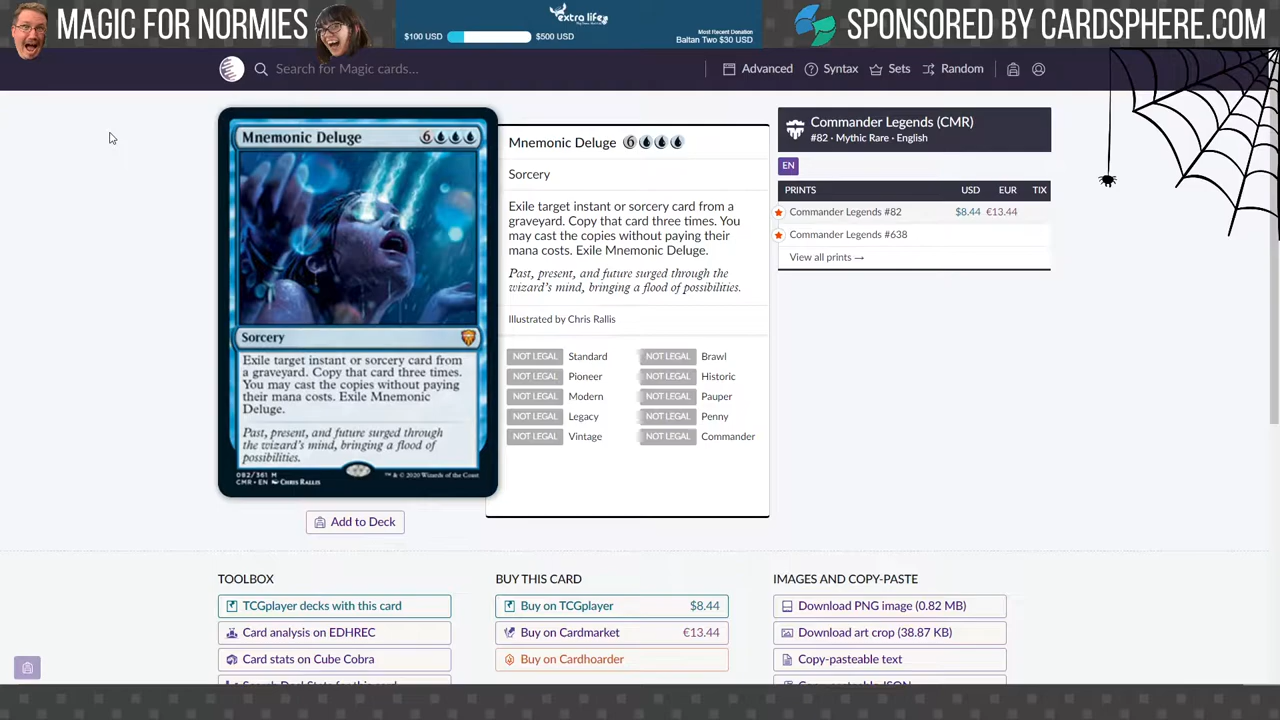 MAGIC FOR NORMIES
extra life
$100 USD
$500 USD
Most Recent Donation
Baltan Two $30 USD
SPONSORED BY CARDSPHERE.COM
Search for Magic cards...
Advanced
Syntax
Sets
Random
Mnemonic Deluge 6
Sorcery
Exile target instant or sorcery card from
a graveyard. Copy that card three times.
You may cast the copies without paying
their mana costs. Exile Mnemonic
Deluge.
Past, present, and future surged through
the wizard's mind, bringing a flood of
possibilities.
082/361 M
CMR • EN CHRIS RALLIS
™ & © 2020 Wizards of the Coast
Add to Deck
Mnemonic Deluge 6
Sorcery
Exile target instant or sorcery card from a
graveyard. Copy that card three times. You
may cast the copies without paying their
mana costs. Exile Mnemonic Deluge.
Past, present, and future surged through the
wizard's mind, bringing a flood of possibilities.
Illustrated by Chris Rallis
NOT LEGAL Standard NOT LEGAL Brawl
NOT LEGAL Pioneer NOT LEGAL Historic
NOT LEGAL Modern NOT LEGAL Pauper
NOT LEGAL Legacy NOT LEGAL Penny
NOT LEGAL Vintage NOT LEGAL Commander
Commander Legends (CMR)
#82 · Mythic Rare · English
EN
PRINTS USD EUR TIX
Commander Legends #82 $8.44 €13.44
Commander Legends #638
View all prints →
TOOLBOX
TCGplayer decks with this card
Card analysis on EDHREC
Card stats on Cube Cobra
BUY THIS CARD
Buy on TCGplayer $8.44
Buy on Cardmarket €13.44
Buy on Cardhoarder
IMAGES AND COPY-PASTE
Download PNG image (0.82 MB)
Download art crop (38.87 KB)
Copy-pasteable text